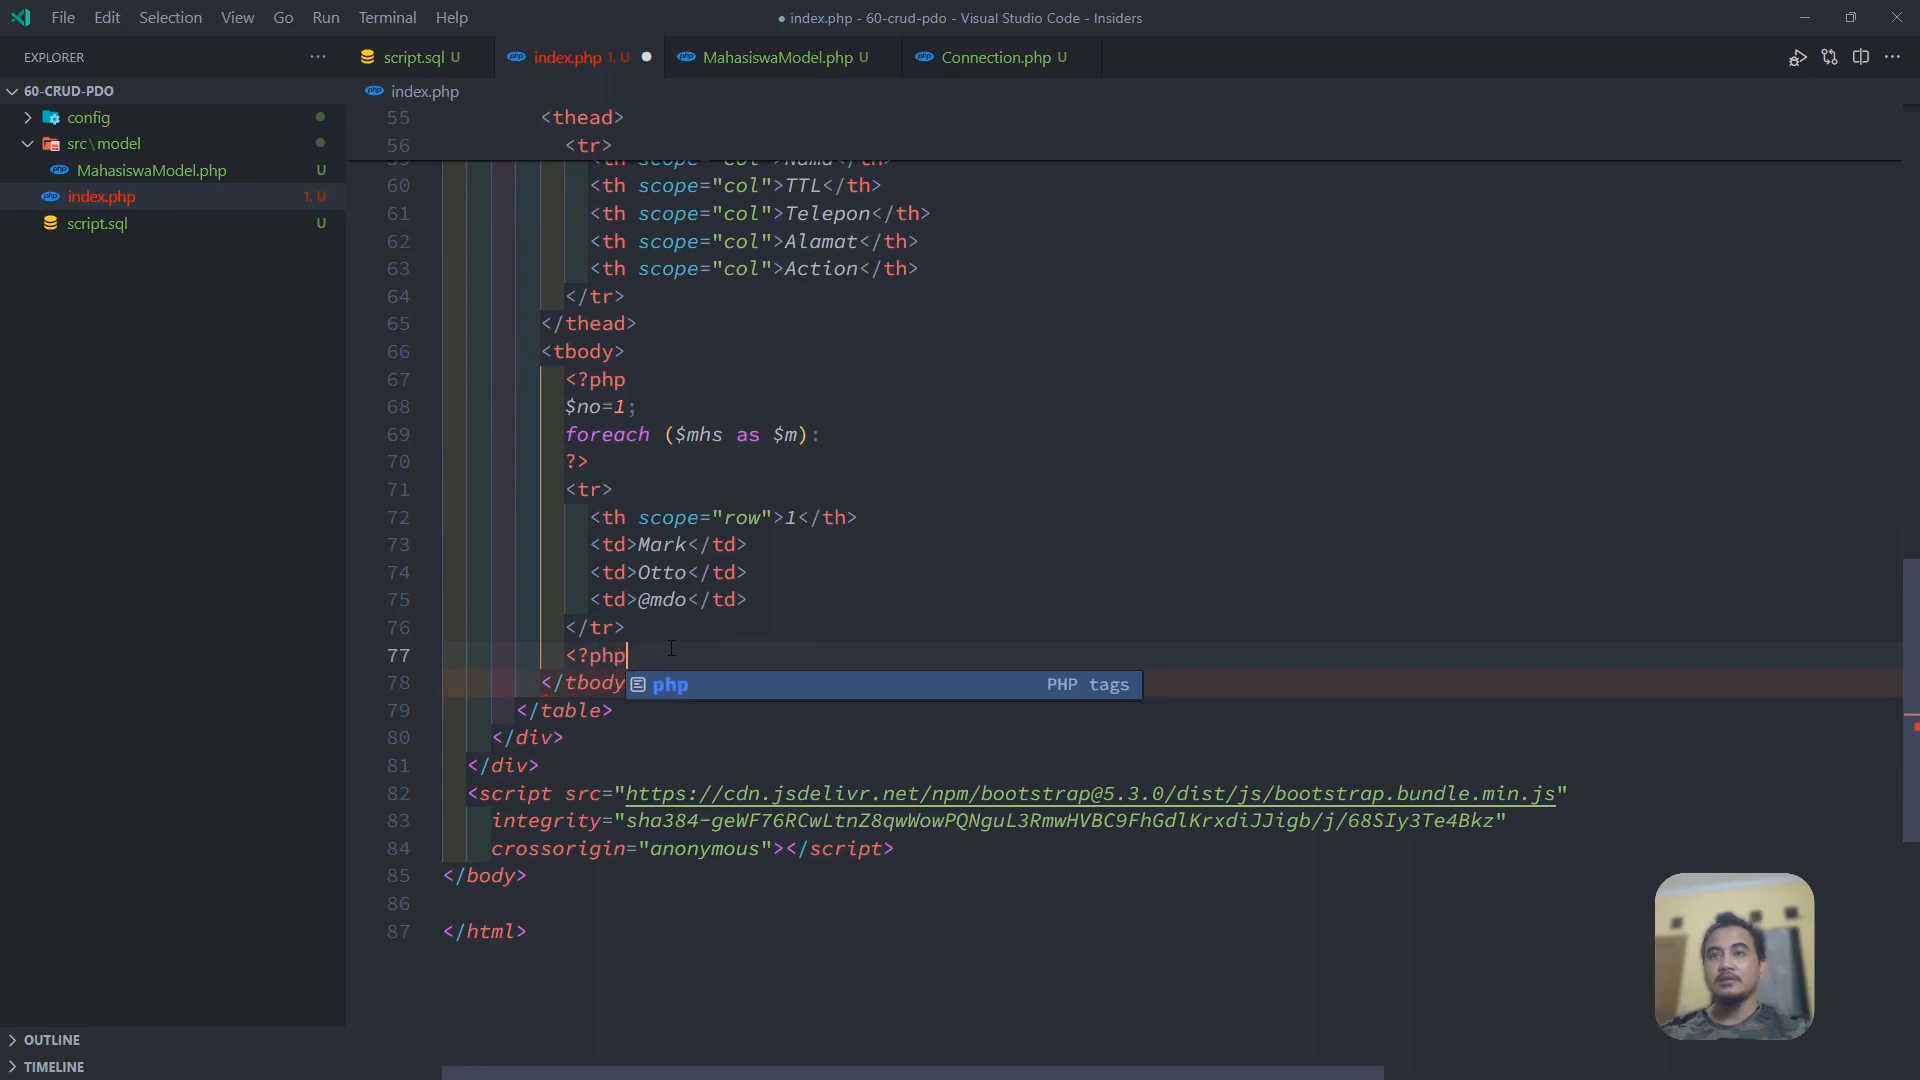 File Edit Selection View Go Run Terminal Help
● index.php - 60-crud-pdo - Visual Studio Code - Insiders
EXPLORER
script.sql U
index.php 1, U
MahasiswaModel.php U
Connection.php U
60-CRUD-PDO
config
src\model
MahasiswaModel.php U
index.php 1, U
script.sql U
index.php
55 <thead>
56 <tr>
60 <th scope="col">TTL</th>
61 <th scope="col">Telepon</th>
62 <th scope="col">Alamat</th>
63 <th scope="col">Action</th>
64 </tr>
65 </thead>
66 <tbody>
67 <?php
68 $no=1;
69 foreach ($mhs as $m):
70 ?>
71 <tr>
72 <th scope="row">1</th>
73 <td>Mark</td>
74 <td>Otto</td>
75 <td>@mdo</td>
76 </tr>
77 <?php
78 </tbody
php PHP tags
79 </table>
80 </div>
81 </div>
82 <script src="https://cdn.jsdelivr.net/npm/bootstrap@5.3.0/dist/js/bootstrap.bundle.min.js"
83 integrity="sha384-geWF76RCwLtnZ8qwWowPQNguL3RmwHVBC9FhGdlKrxdiJJigb/j/68SIy3Te4Bkz"
84 crossorigin="anonymous"></script>
85 </body>
86
87 </html>
OUTLINE
TIMELINE